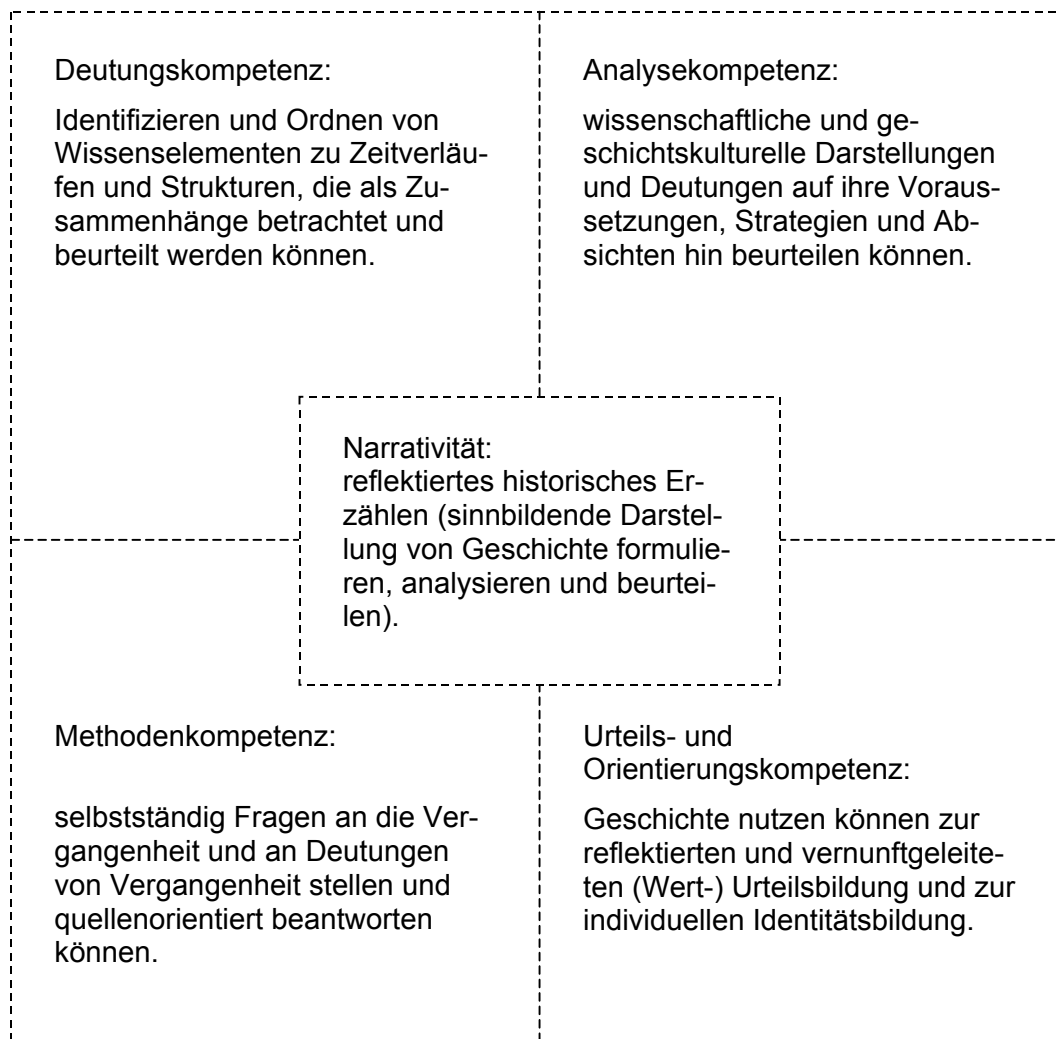 Deutungskompetenz:
Identifizieren und Ordnen von
Wissenselementen zu Zeitverläu-
fen und Strukturen, die als Zu-
sammenhänge betrachtet und
beurteilt werden können.
Analysekompetenz:
wissenschaftliche und ge-
schichtskulturelle Darstellungen
und Deutungen auf ihre Voraus-
setzungen, Strategien und Ab-
sichten hin beurteilen können.
Narrativität:
reflektiertes historisches Er-
zählen (sinnbildende Darstel-
lung von Geschichte formulie-
ren, analysieren und beurtei-
len).
Methodenkompetenz:
selbstständig Fragen an die Ver-
gangenheit und an Deutungen
von Vergangenheit stellen und
quellenorientiert beantworten
können.
Urteils- und
Orientierungskompetenz:
Geschichte nutzen können zur
reflektierten und vernunftgeleite-
ten (Wert-) Urteilsbildung und zur
individuellen Identitätsbildung.